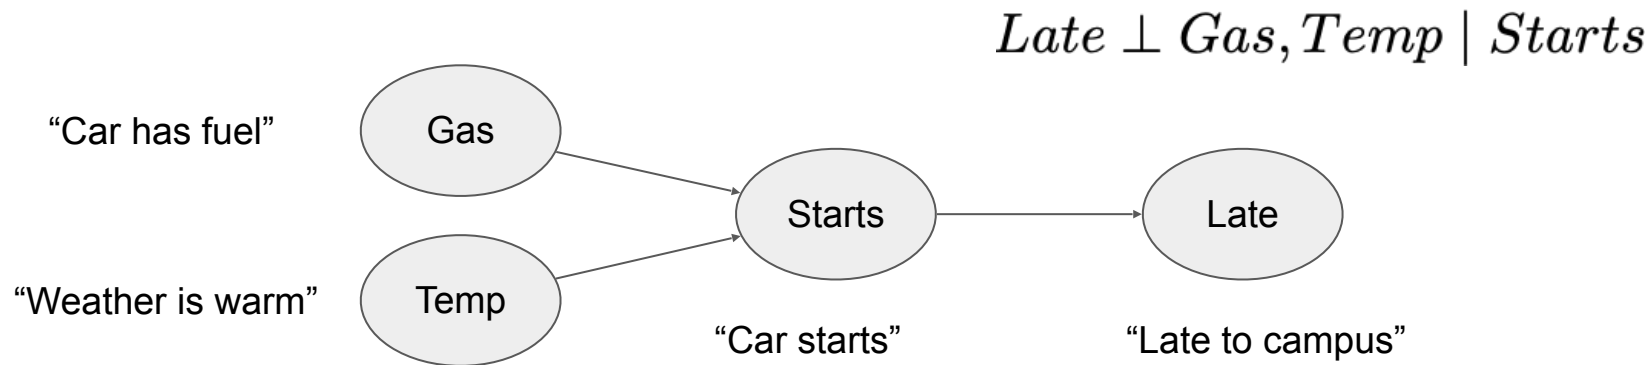 Late ⊥ Gas, Temp | Starts
“Car has fuel”
Gas
Starts
Late
“Weather is warm”
Temp
“Car starts”
“Late to campus”